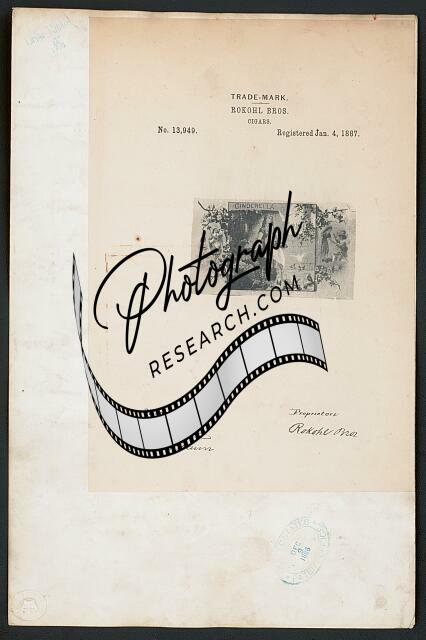 TRADE-MARK.
ROKOHL BROS.
CIGARS.
No. 13,949.
Registered Jan. 4, 1887.
CINDERELLA
Photograph
RESEARCH.COM
Proprietors
Rokohl Bros
DEC